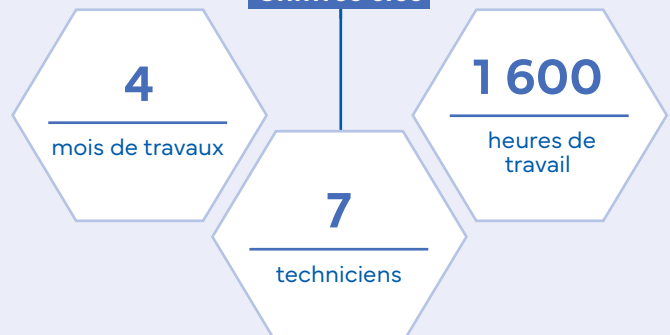 4
mois de travaux
1 600
heures de
travail
7
techniciens